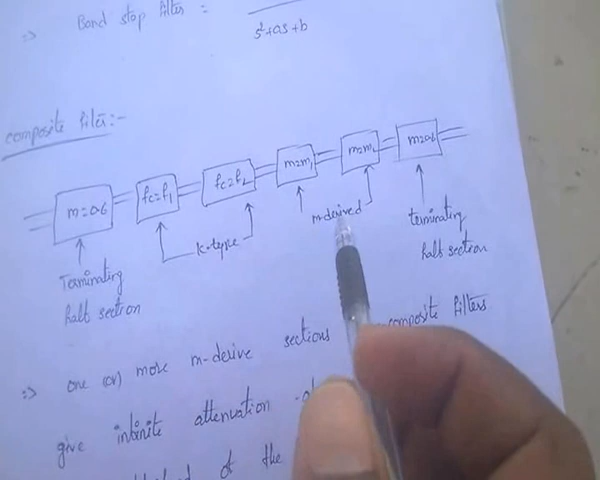 => Band stop filter =
s²+as+b
composite filter:-
m=0.6
fc=f1
fc=f2
m=m1
m=m2
m=0.6
Terminating
half section
K-type
m-derived
terminating
half section
=> one (or) more m-derive sections composite filters
give infinite attenuation
of the